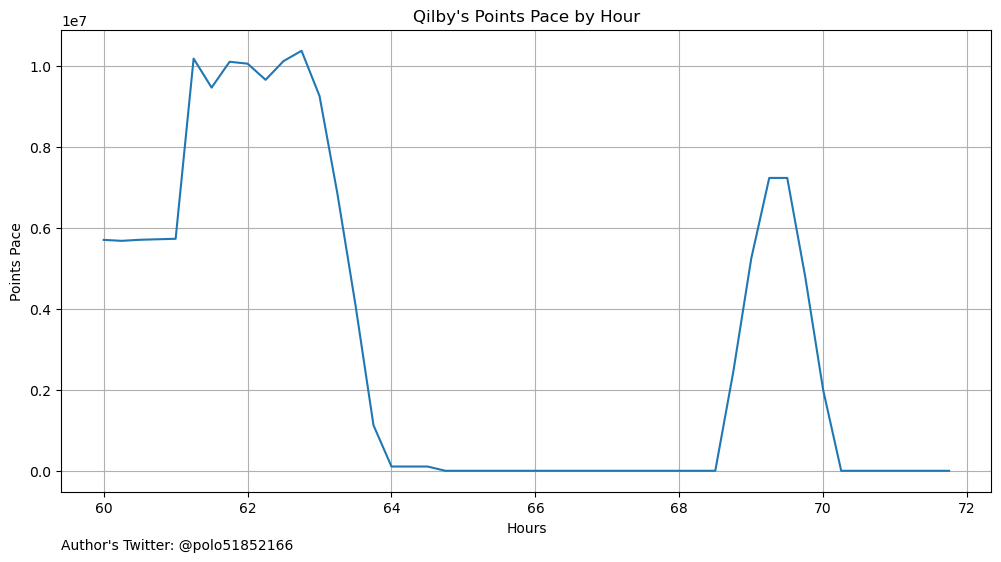 Qilby's Points Pace by Hour
1e7
1.0
0.8
0.6
0.4
0.2
0.0
Points Pace
60 62 64 66 68 70 72
Hours
Author's Twitter: @polo51852166